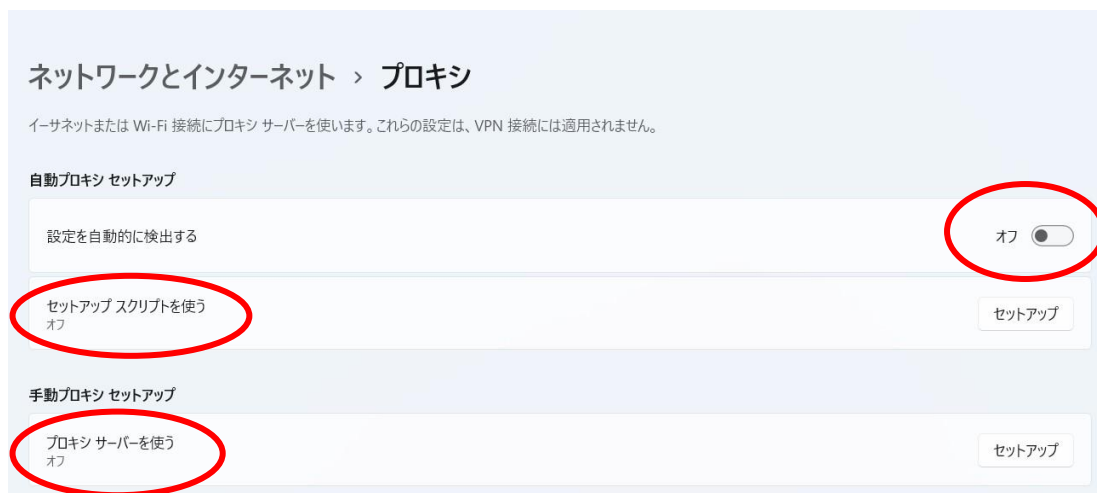 ネットワークとインターネット › プロキシ
イーサネットまたは Wi-Fi 接続にプロキシ サーバーを使います。これらの設定は、VPN 接続には適用されません。
自動プロキシ セットアップ
設定を自動的に検出する オフ
セットアップ スクリプトを使う
オフ
セットアップ
手動プロキシ セットアップ
プロキシ サーバーを使う
オフ
セットアップ